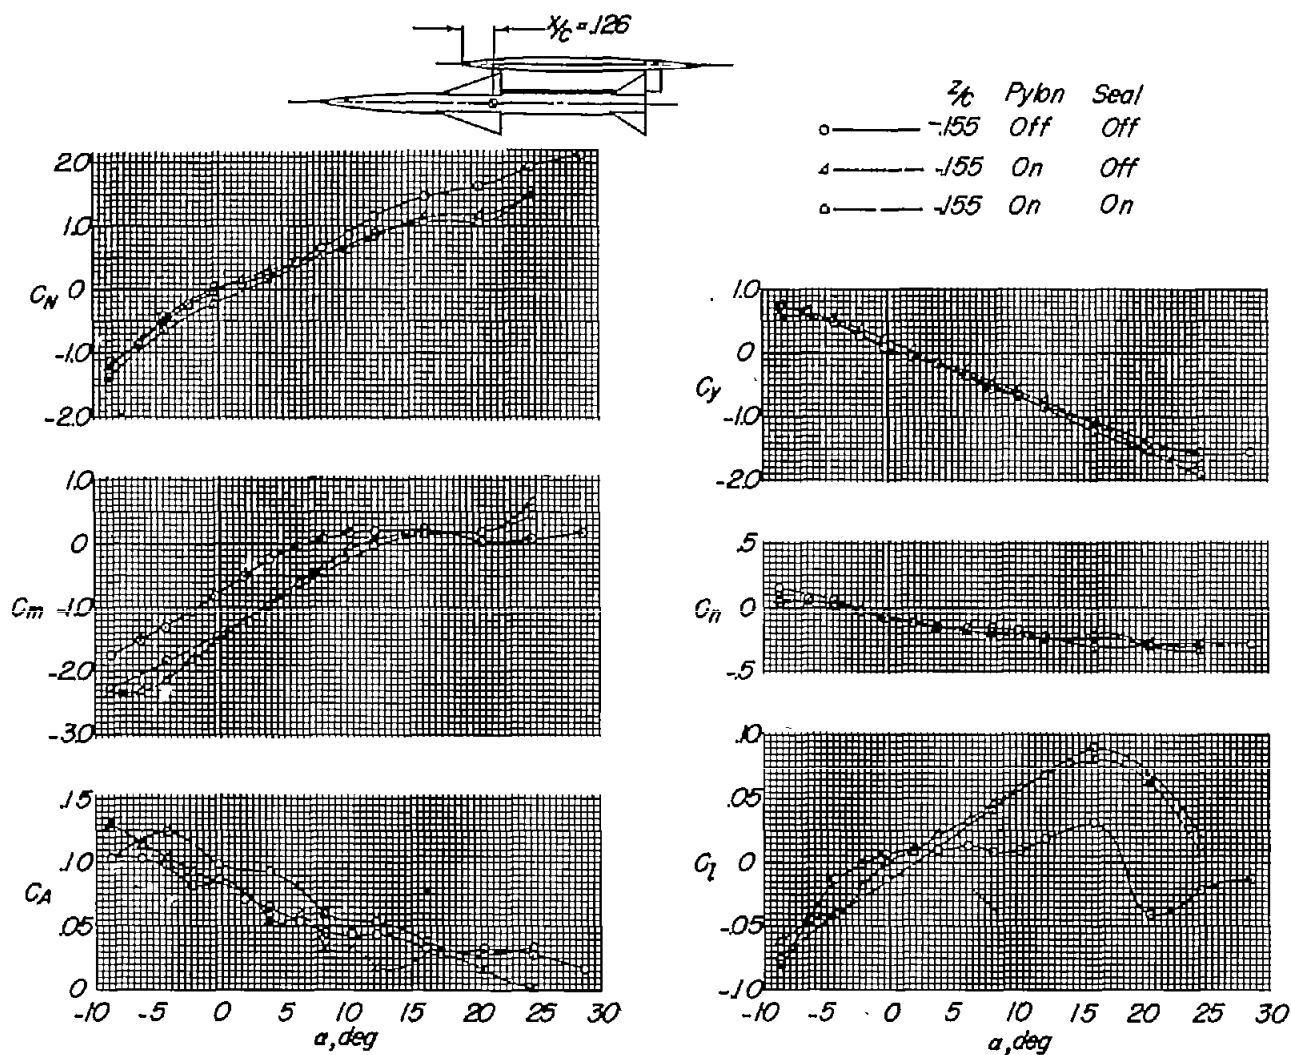 x/c = .126
z/c Pylon Seal
-.155 Off Off
-.155 On Off
-.155 On On
2.0
1.0
0
-1.0
-2.0
C_N
1.0
0
-1.0
-2.0
-3.0
C_m
.15
.10
.05
0
C_A
-10 -5 0 5 10 15 20 25 30
α, deg
1.0
0
-1.0
-2.0
C_y
.5
0
-.5
C_n
.10
.05
0
-.05
-.10
C_l
-10 -5 0 5 10 15 20 25 30
α, deg